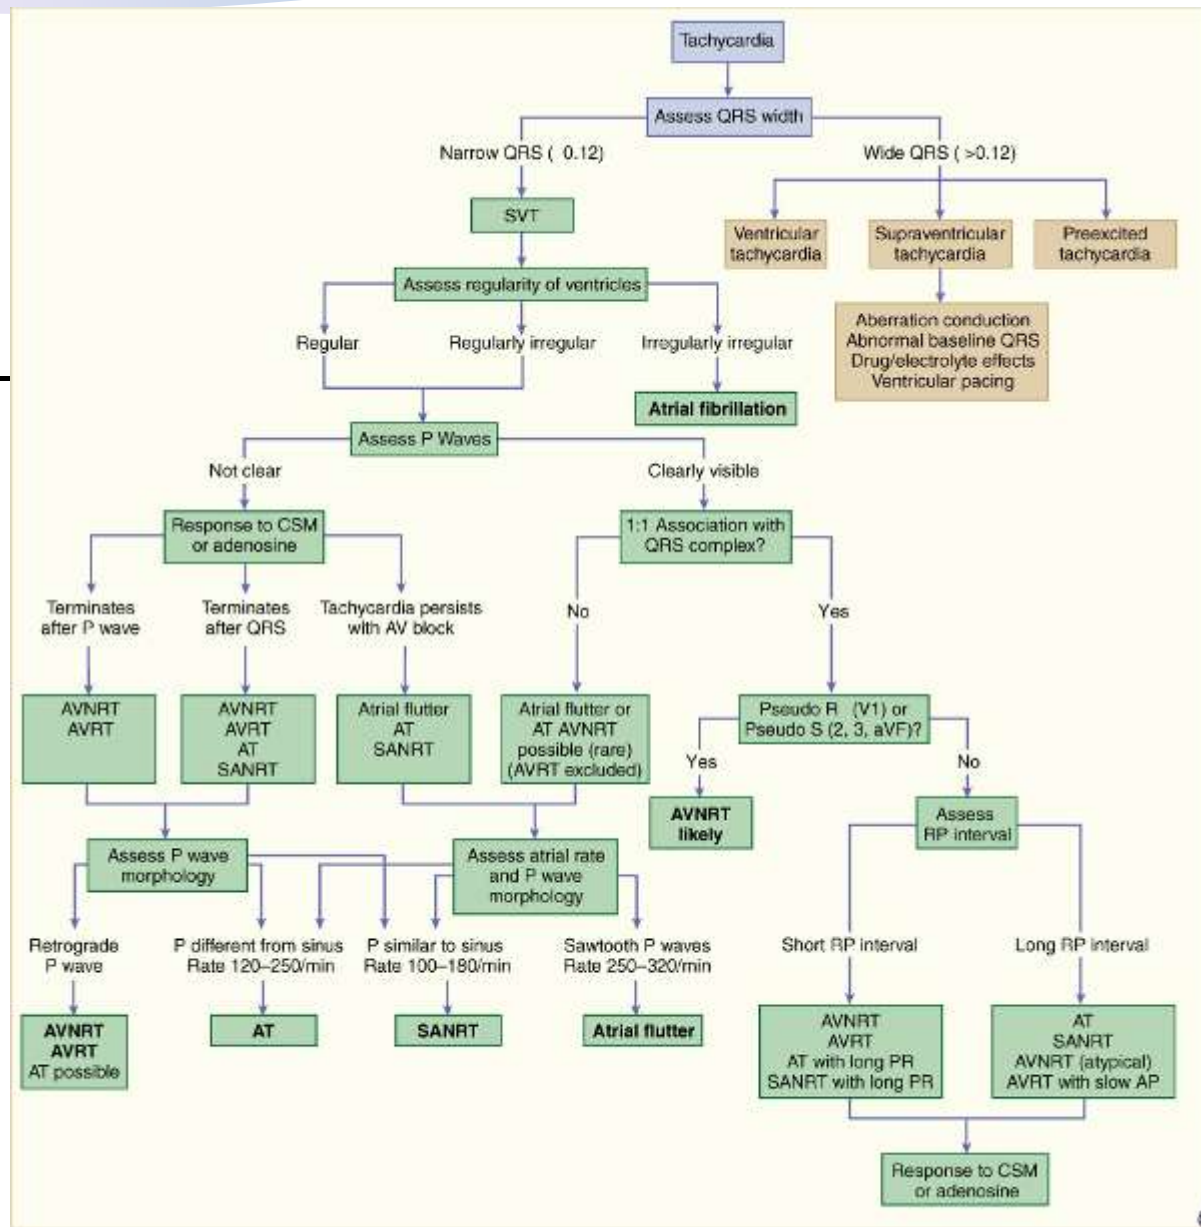 Tachycardia
Assess QRS width
Narrow QRS ( 0.12)
Wide QRS ( >0.12)
SVT
Ventricular
tachycardia
Supraventricular
tachycardia
Preexcited
tachycardia
Assess regularity of ventricles
Aberration conduction
Abnormal baseline QRS
Drug/electrolyte effects
Ventricular pacing
Regular
Regularly irregular
Irregularly irregular
Atrial fibrillation
Assess P Waves
Not clear
Clearly visible
Response to CSM
or adenosine
1:1 Association with
QRS complex?
Terminates
after P wave
Terminates
after QRS
Tachycardia persists
with AV block
No
Yes
AVNRT
AVRT
AVNRT
AVRT
AT
SANRT
Atrial flutter
AT
SANRT
Atrial flutter or
AT AVNRT
possible (rare)
(AVRT excluded)
Pseudo R (V1) or
Pseudo S (2, 3, aVF)?
Yes
No
AVNRT
likely
Assess
RP interval
Assess P wave
morphology
Assess atrial rate
and P wave
morphology
Retrograde
P wave
P different from sinus
Rate 120–250/min
P similar to sinus
Rate 100–180/min
Sawtooth P waves
Rate 250–320/min
Short RP interval
Long RP interval
AVNRT
AVRT
AT possible
AT
SANRT
Atrial flutter
AVNRT
AVRT
AT with long PR
SANRT with long PR
AT
SANRT
AVNRT (atypical)
AVRT with slow AP
Response to CSM
or adenosine